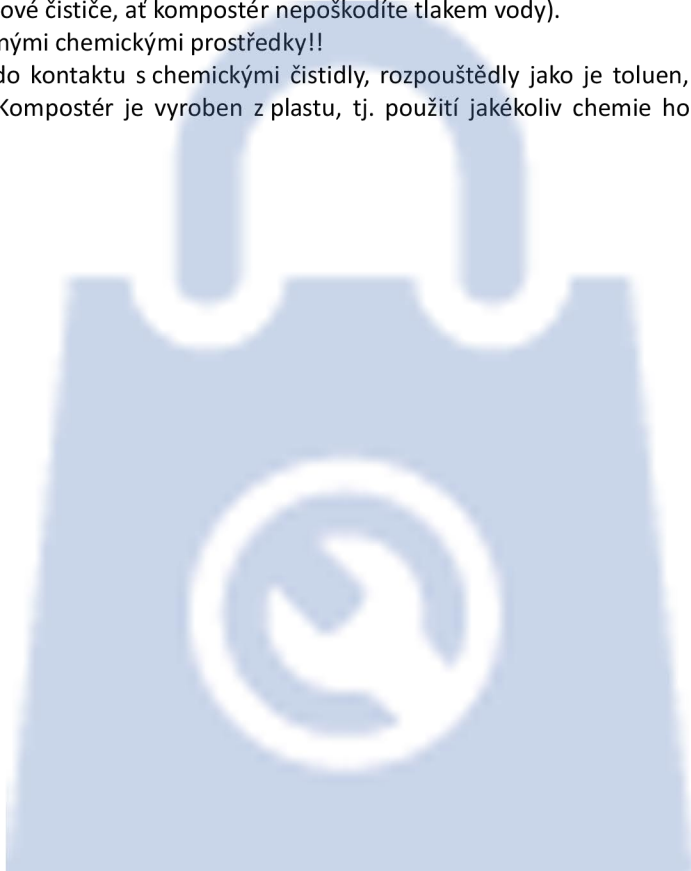 ové čističe, ať kompostér nepoškodíte tlakem vody).
nými chemickými prostředky!!
do kontaktu s chemickými čistidly, rozpouštědly jako je toluen,
Kompostér je vyroben z plastu, tj. použití jakékoliv chemie ho